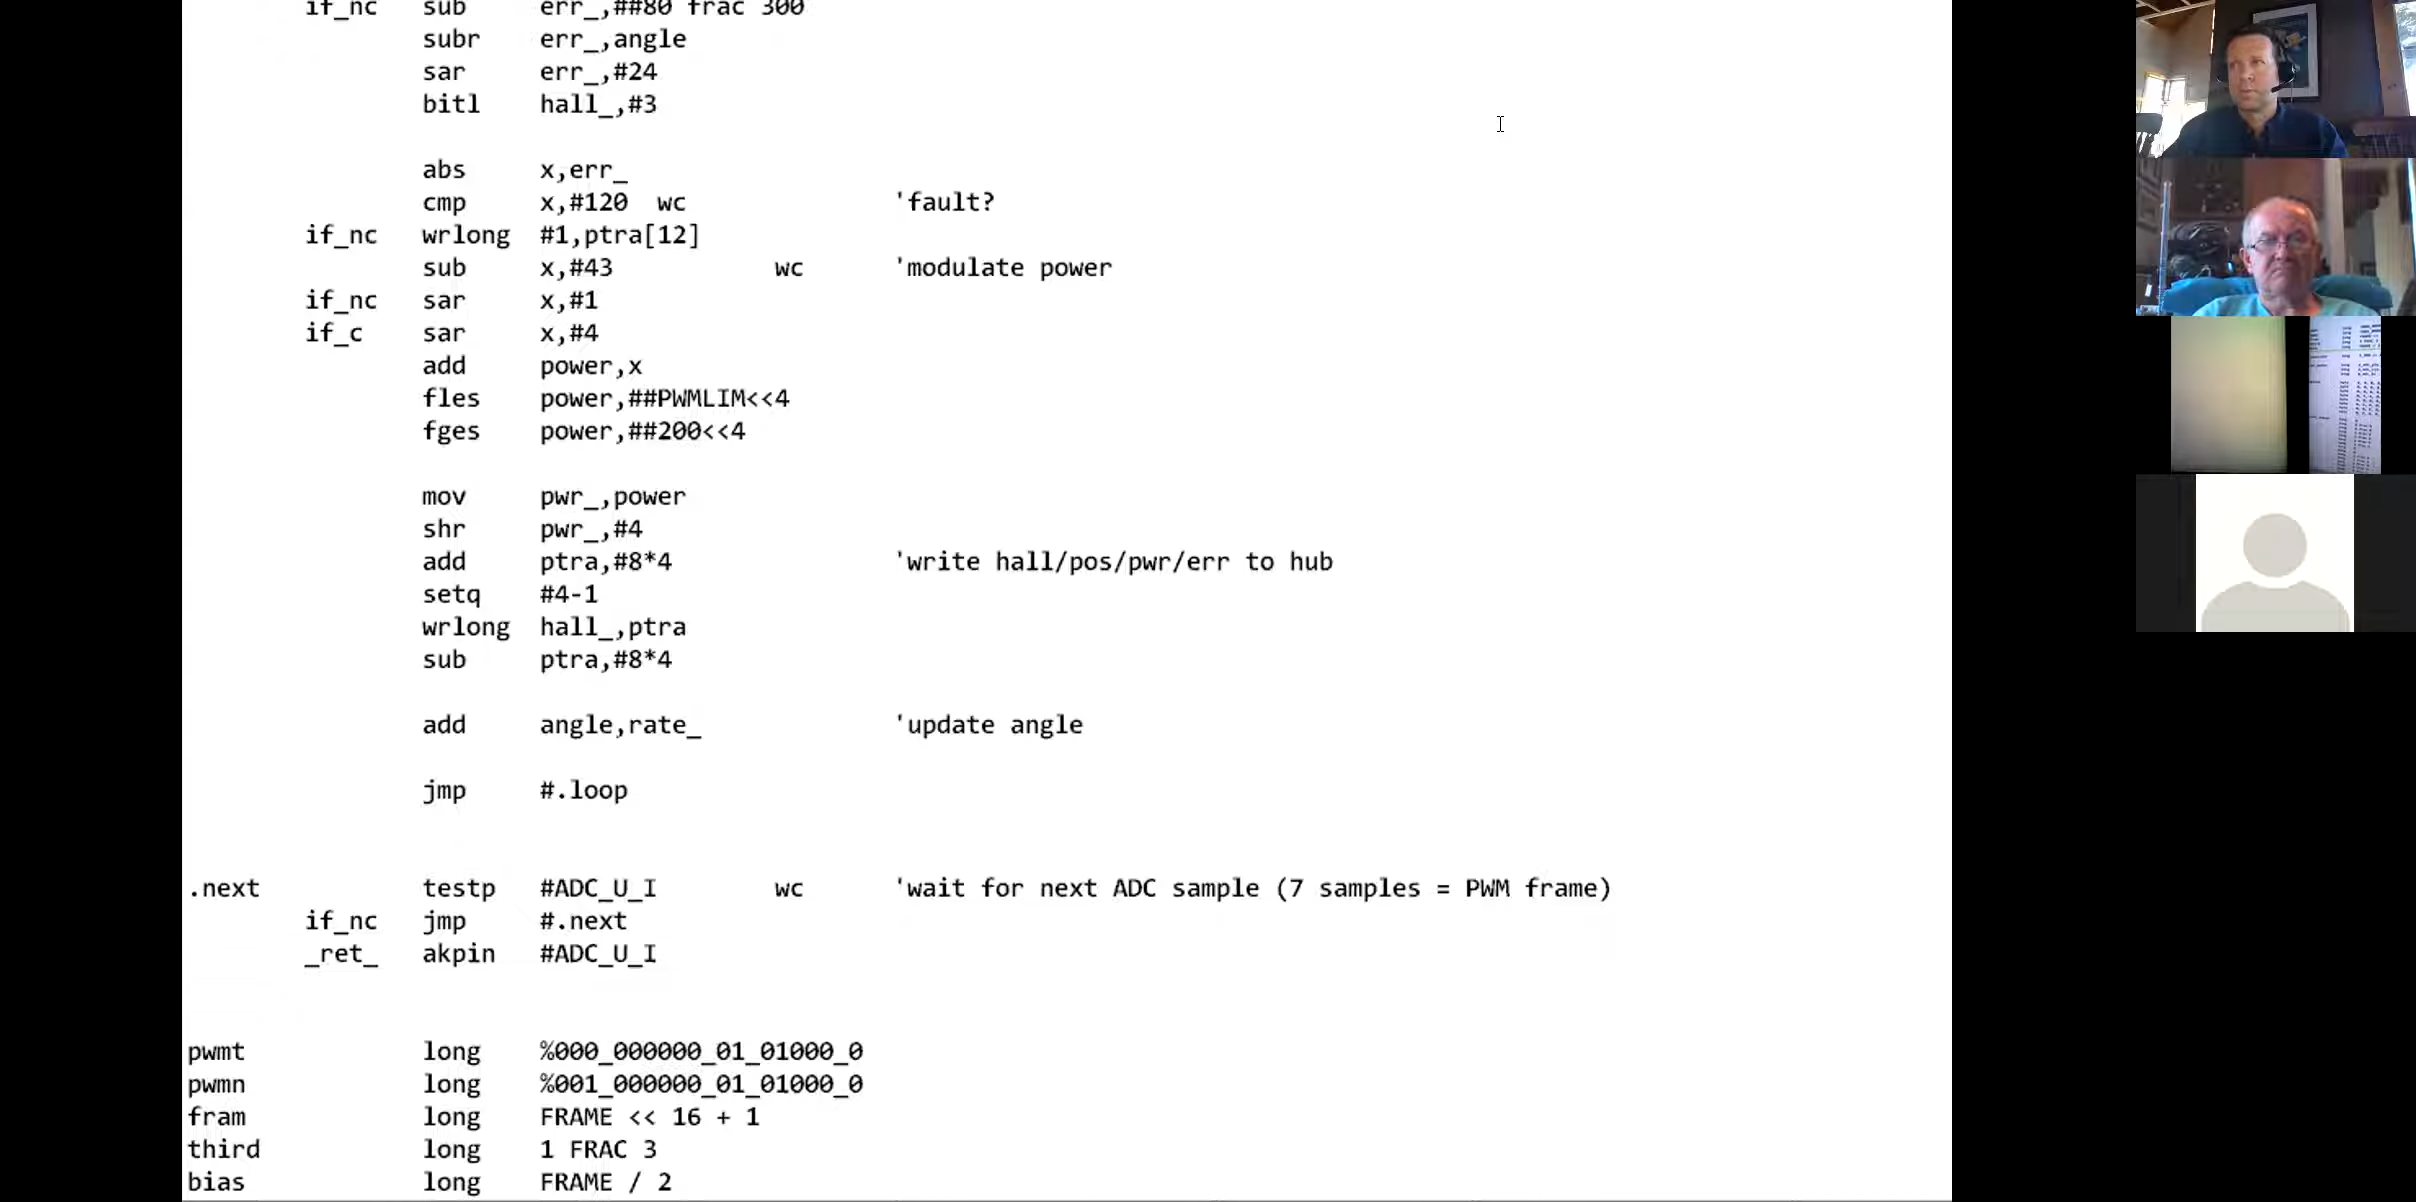 if_nc sub err_,##80 frac 300
subr err_,angle
sar err_,#24
bitl hall_,#3
abs x,err_
cmp x,#120 wc 'fault?
if_nc wrlong #1,ptra[12]
sub x,#43 wc 'modulate power
if_nc sar x,#1
if_c sar x,#4
add power,x
fles power,##PWMLIM<<4
fges power,##200<<4
mov pwr_,power
shr pwr_,#4
add ptra,#8*4 'write hall/pos/pwr/err to hub
setq #4-1
wrlong hall_,ptra
sub ptra,#8*4
add angle,rate_ 'update angle
jmp #.loop
.next testp #ADC_U_I wc 'wait for next ADC sample (7 samples = PWM frame)
if_nc jmp #.next
_ret_ akpin #ADC_U_I
pwmt long %000_000000_01_01000_0
pwmn long %001_000000_01_01000_0
fram long FRAME << 16 + 1
third long 1 FRAC 3
bias long FRAME / 2